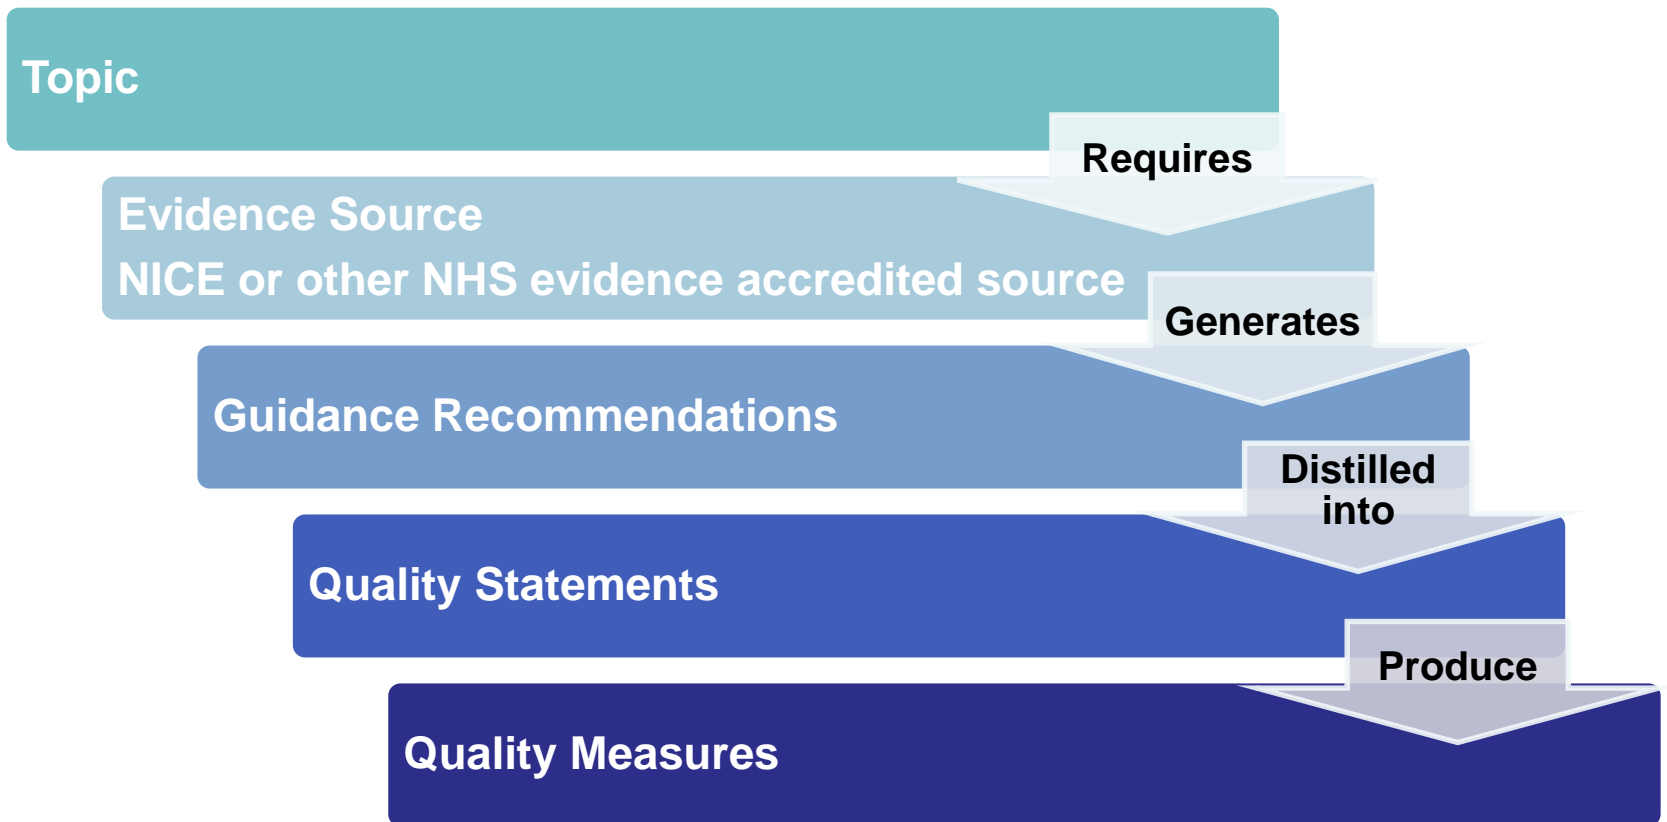 Topic
Requires
Evidence Source
NICE or other NHS evidence accredited source
Generates
Guidance Recommendations
Distilled
into
Quality Statements
Produce
Quality Measures